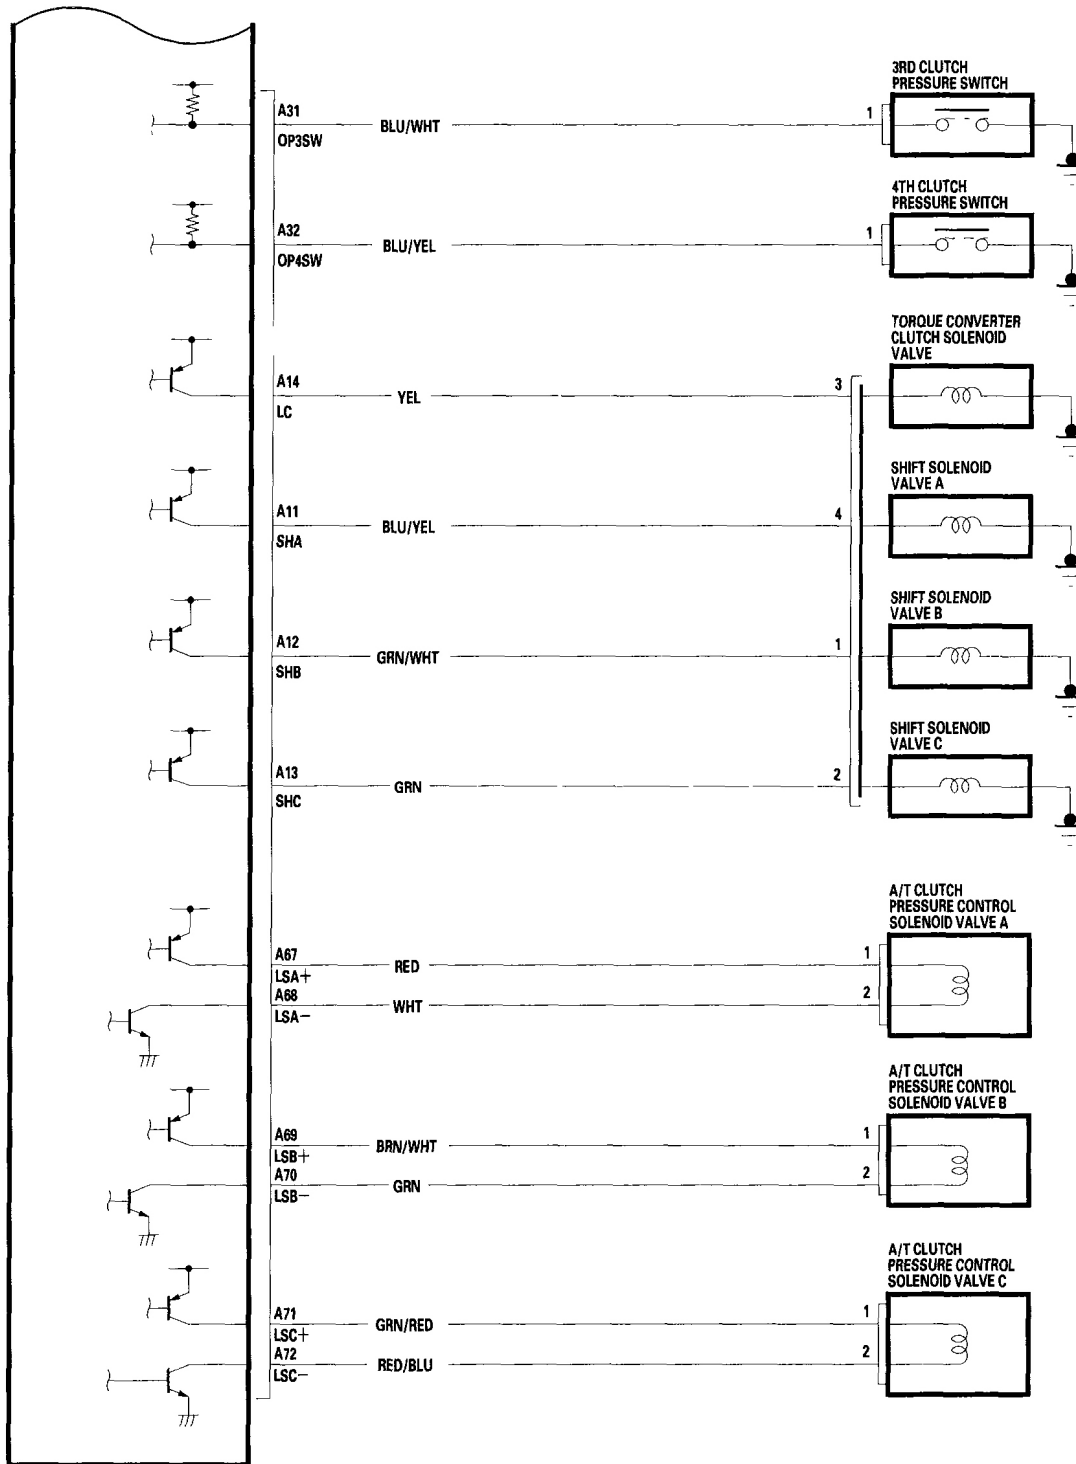 3RD CLUTCH
PRESSURE SWITCH
A31
OP3SW
BLU/WHT
1
4TH CLUTCH
PRESSURE SWITCH
A32
OP4SW
BLU/YEL
1
TORQUE CONVERTER
CLUTCH SOLENOID
VALVE
A14
LC
YEL
3
SHIFT SOLENOID
VALVE A
A11
SHA
BLU/YEL
4
SHIFT SOLENOID
VALVE B
A12
SHB
GRN/WHT
1
SHIFT SOLENOID
VALVE C
A13
SHC
GRN
2
A/T CLUTCH
PRESSURE CONTROL
SOLENOID VALVE A
A67
LSA+
RED
1
A68
LSA−
WHT
2
A/T CLUTCH
PRESSURE CONTROL
SOLENOID VALVE B
A69
LSB+
BRN/WHT
1
A70
LSB−
GRN
2
A/T CLUTCH
PRESSURE CONTROL
SOLENOID VALVE C
A71
LSC+
GRN/RED
1
A72
LSC−
RED/BLU
2